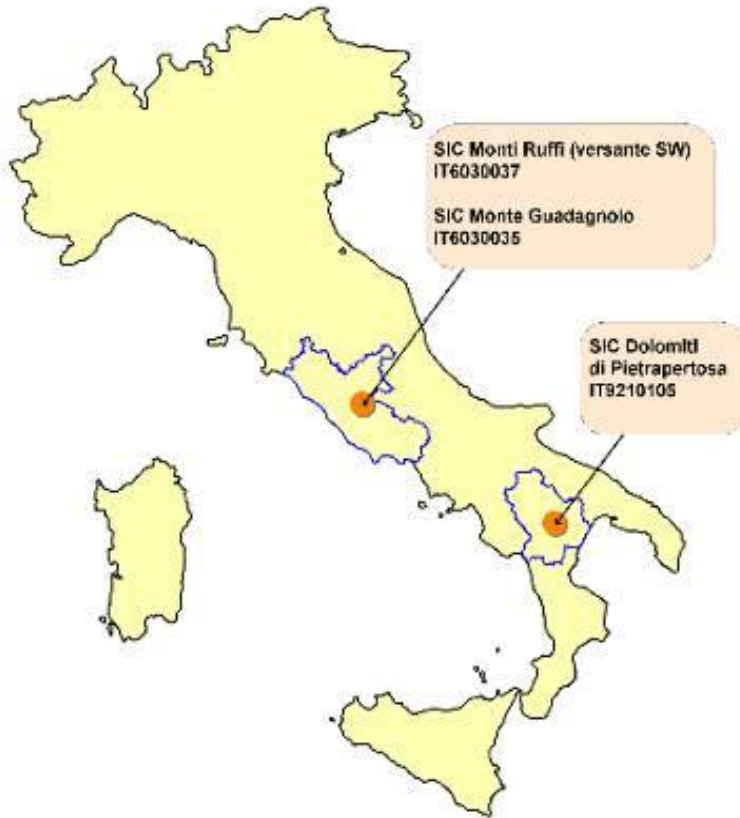 SIC Monti Ruffi (versante SW)
IT6030037
SIC Monte Guadagnolo
IT6030035
SIC Dolomiti
di Pietrapertosa
IT9210105